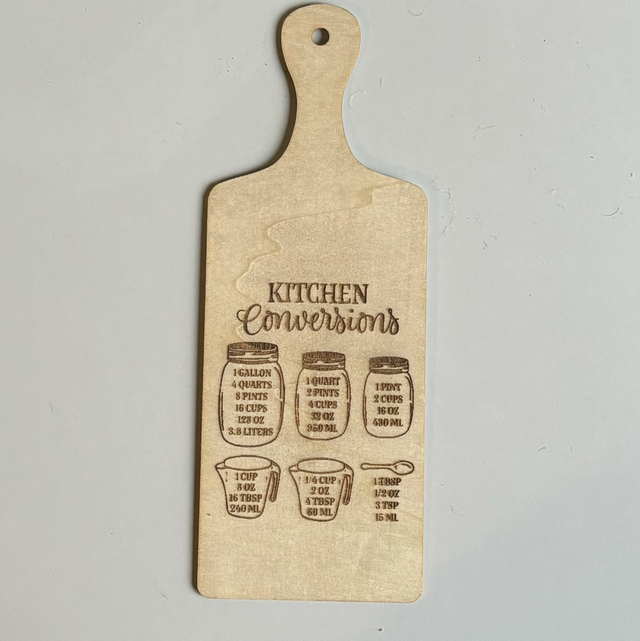 KITCHEN
Conversions
1 GALLON
4 QUARTS
8 PINTS
16 CUPS
128 OZ
3.8 LITERS
1 QUART
2 PINTS
4 CUPS
32 OZ
950 ML
1 PINT
2 CUPS
16 OZ
480 ML
1 CUP
8 OZ
16 TBSP
240 ML
1/4 CUP
2 OZ
4 TBSP
60 ML
1 TBSP
1/2 OZ
3 TSP
15 ML